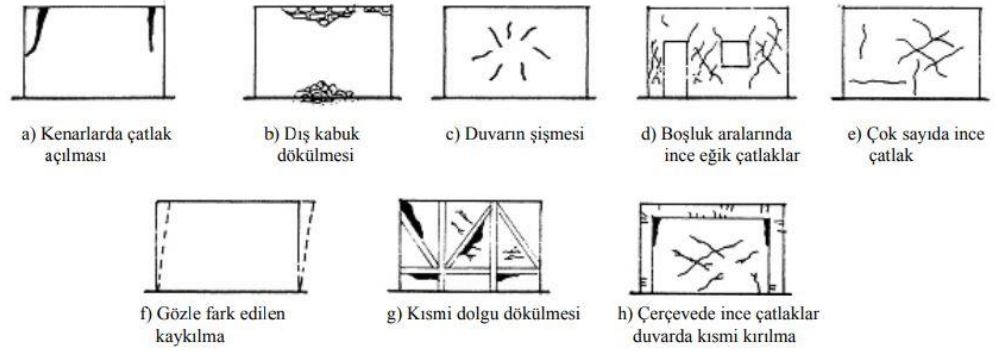 a) Kenarlarda çatlak
açılması
b) Dış kabuk
dökülmesi
c) Duvarın şişmesi
d) Boşluk aralarında
ince eğik çatlaklar
e) Çok sayıda ince
çatlak
f) Gözle fark edilen
kaykılma
g) Kısmi dolgu dökülmesi
h) Çerçevede ince çatlaklar
duvarda kısmi kırılma